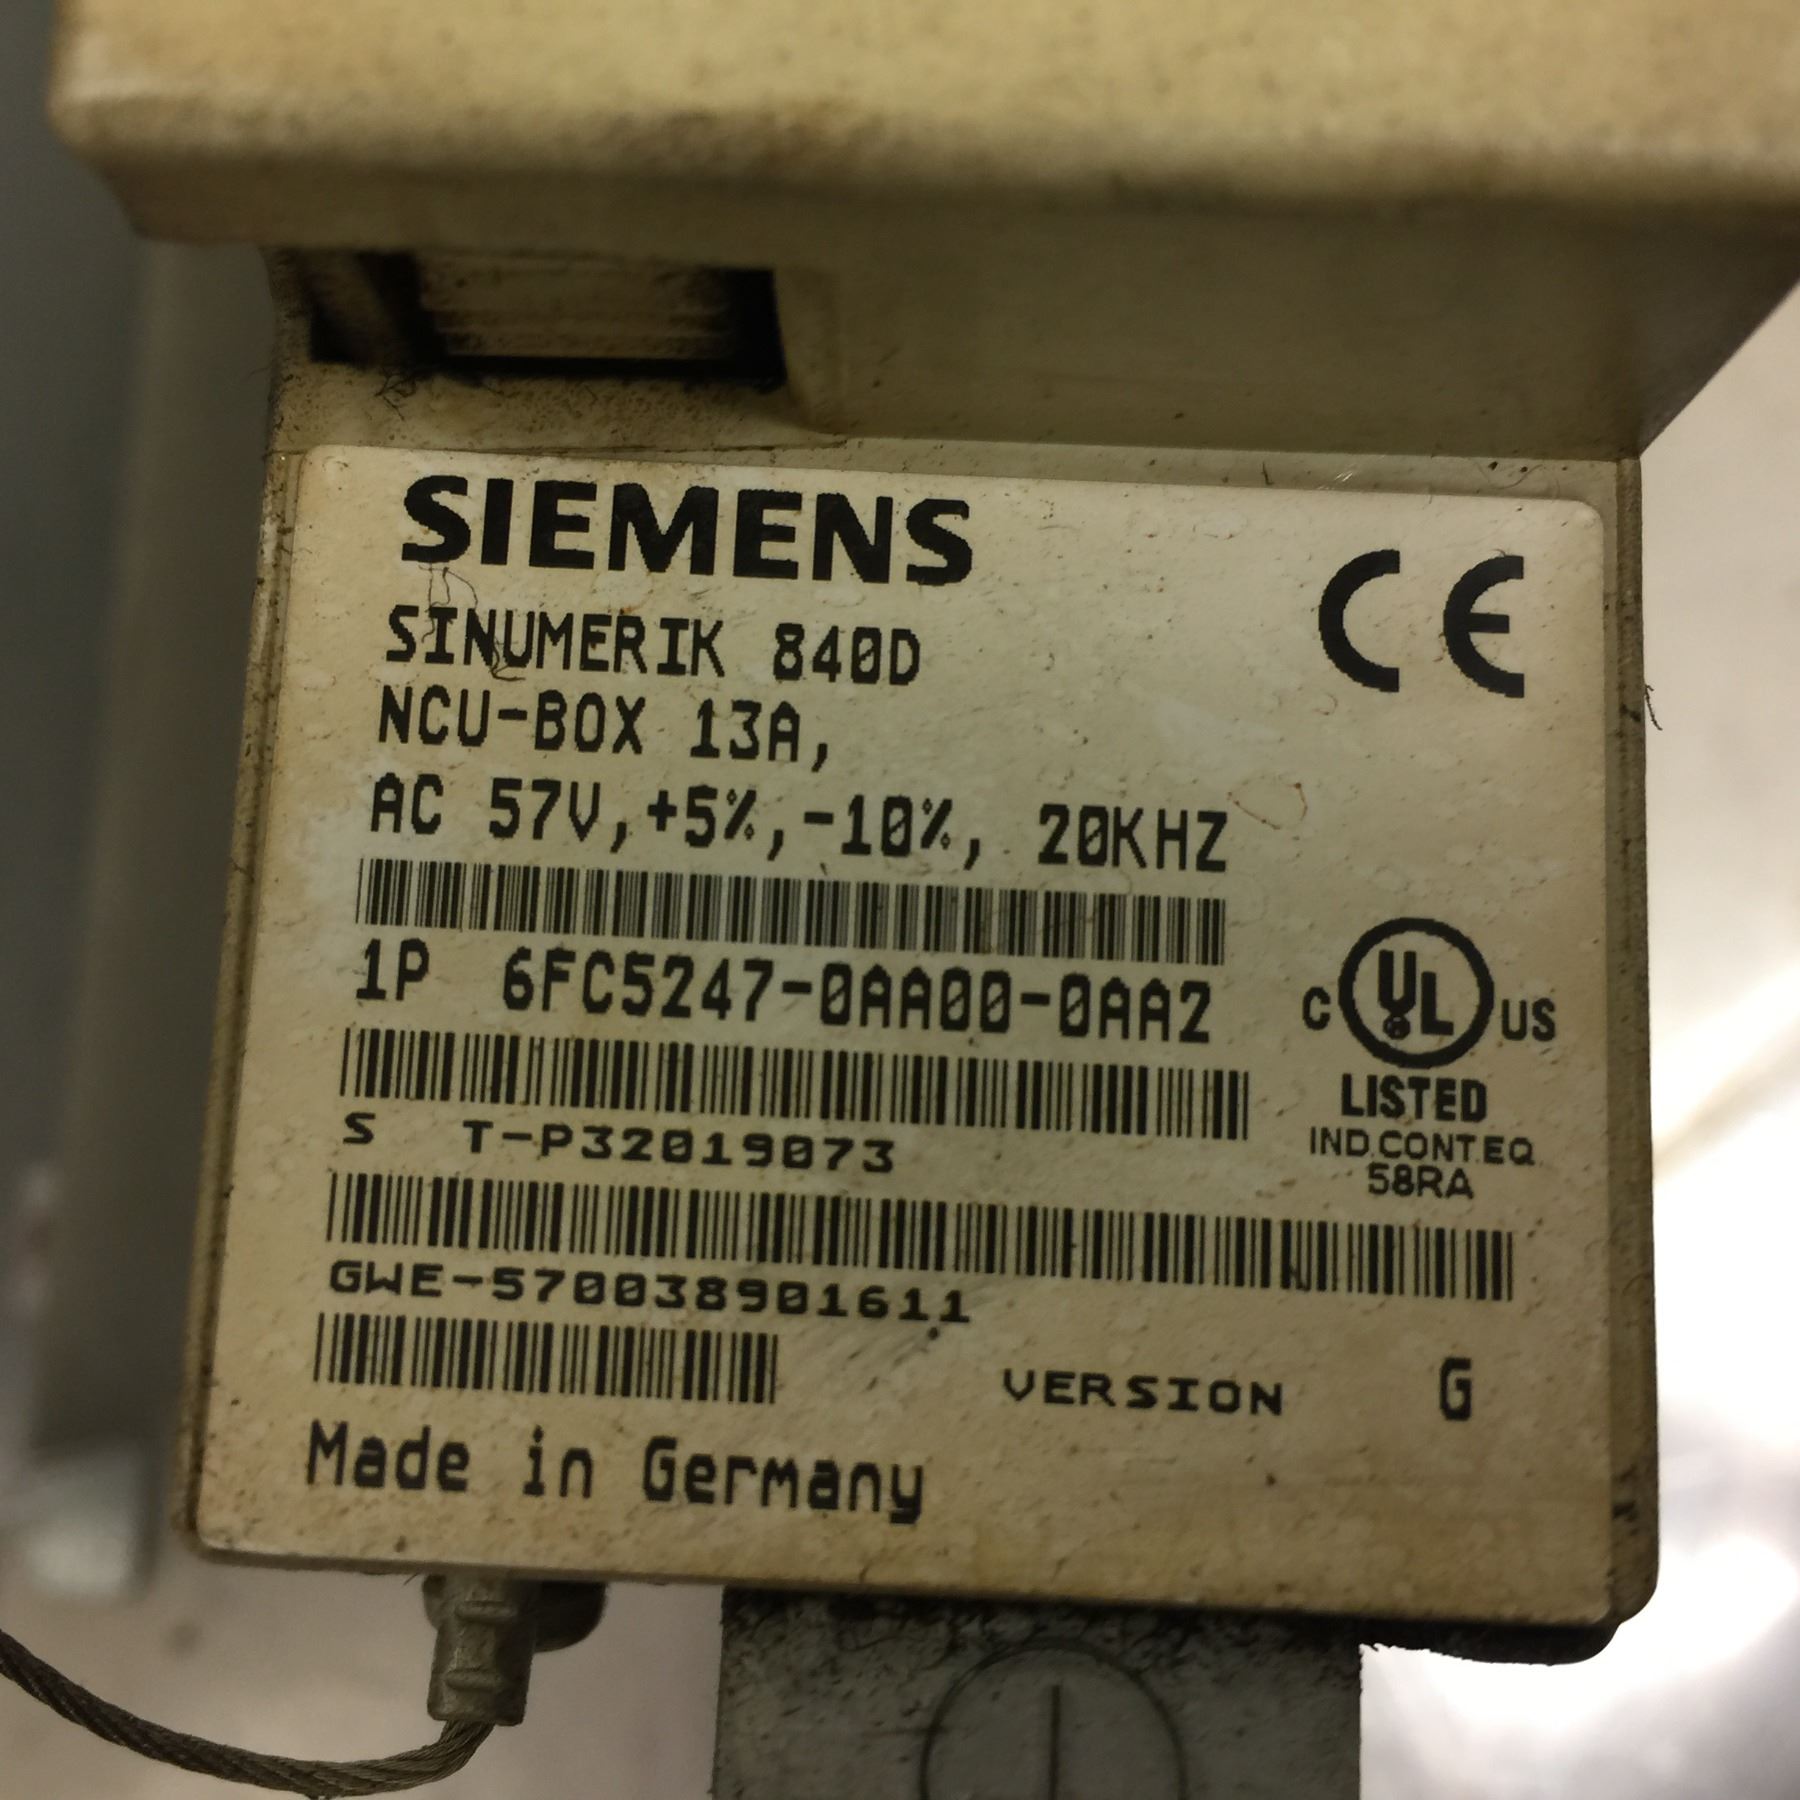 SIEMENS
CE
SINUMERIK 840D
NCU-BOX 13A,
AC 57V,+5%,-10%, 20KHZ
1P 6FC5247-0AA00-0AA2
C UL US
LISTED
IND.CONT.EQ
58RA
S T-P32019073
GWE-570038901611
VERSION G
Made in Germany